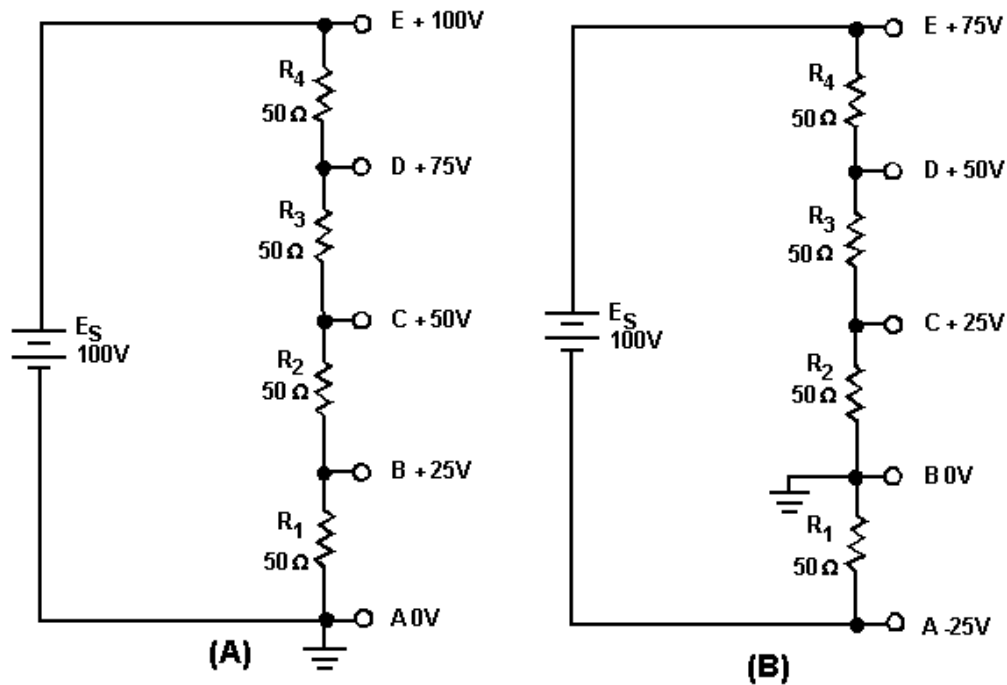 E + 100V
R4
50 Ω
D + 75V
R3
50 Ω
ES
100V
C + 50V
R2
50 Ω
B + 25V
R1
50 Ω
A 0V
(A)
E + 75V
R4
50 Ω
D + 50V
R3
50 Ω
ES
100V
C + 25V
R2
50 Ω
B 0V
R1
50 Ω
A -25V
(B)